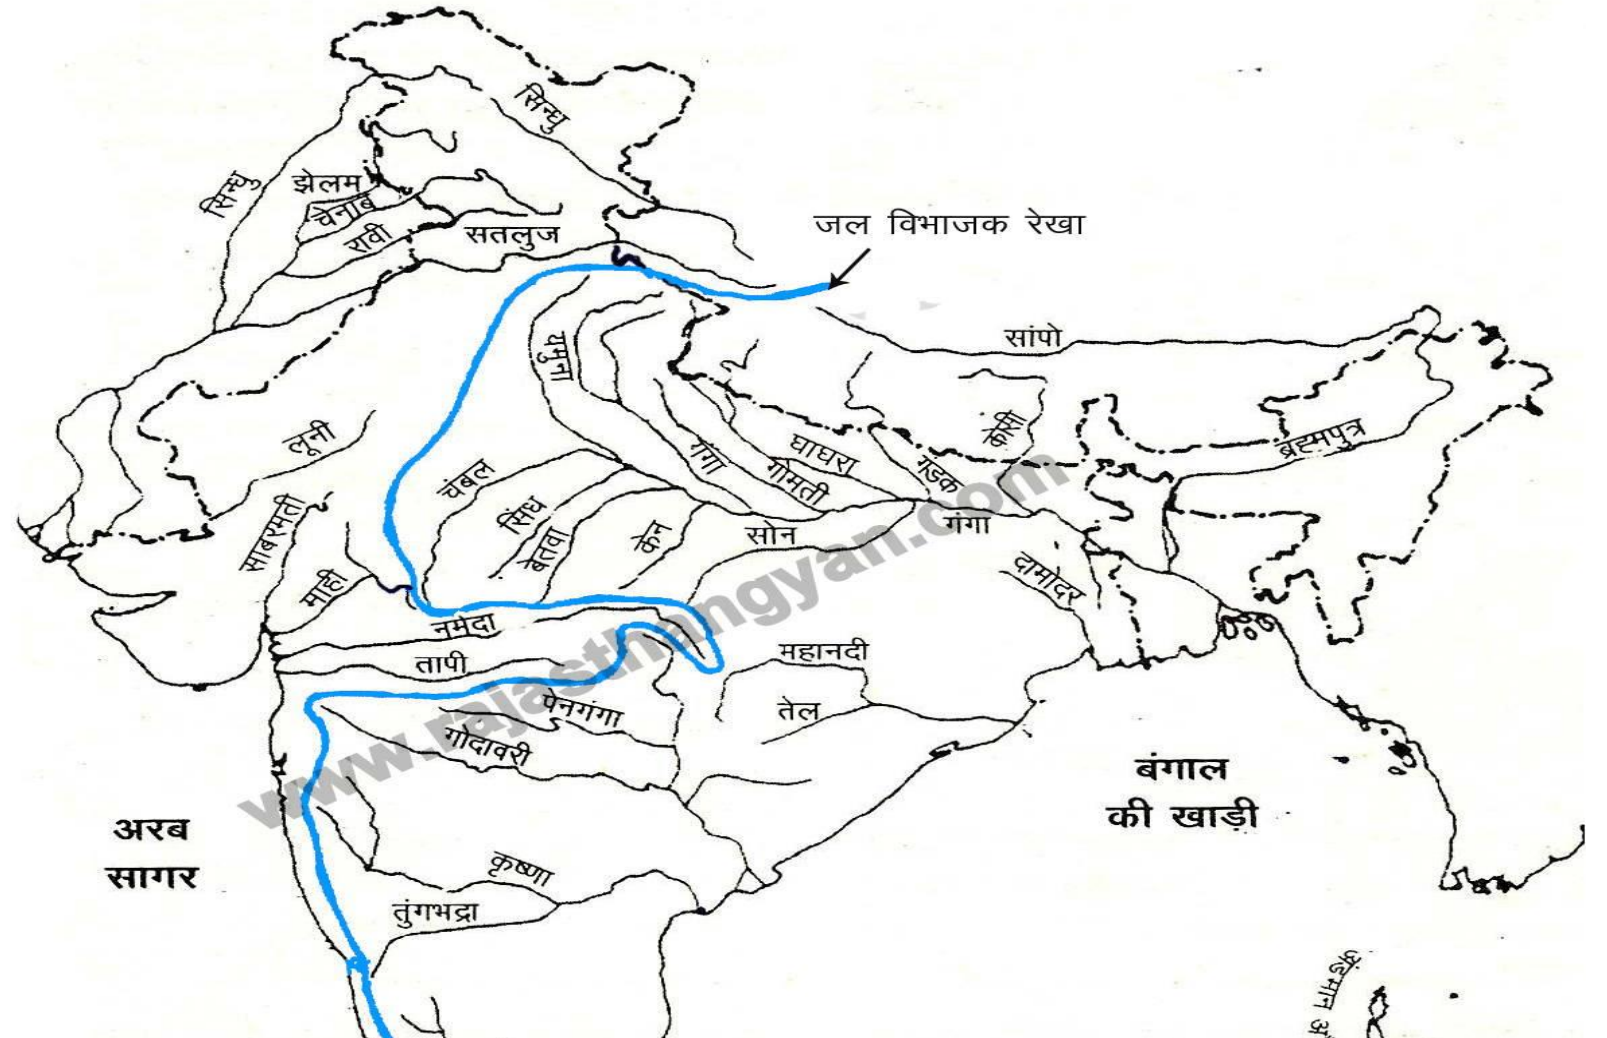 सिन्धु
सिन्धु
झेलम
चेनाब
रावी
सतलुज
जल विभाजक रेखा
यमुना
सांपो
लूनी
चंबल
गंगा
घाघरा
गोमती
गंडक
कोसी
ब्रह्मपुत्र
साबरमती
माही
सिंध
बेतवा
केन
सोन
गंगा
दामोदर
नर्मदा
तापी
महानदी
तेल
पेनगंगा
गोदावरी
www.rajasthangyan.com
बंगाल
की खाड़ी
अरब
सागर
कृष्णा
तुंगभद्रा